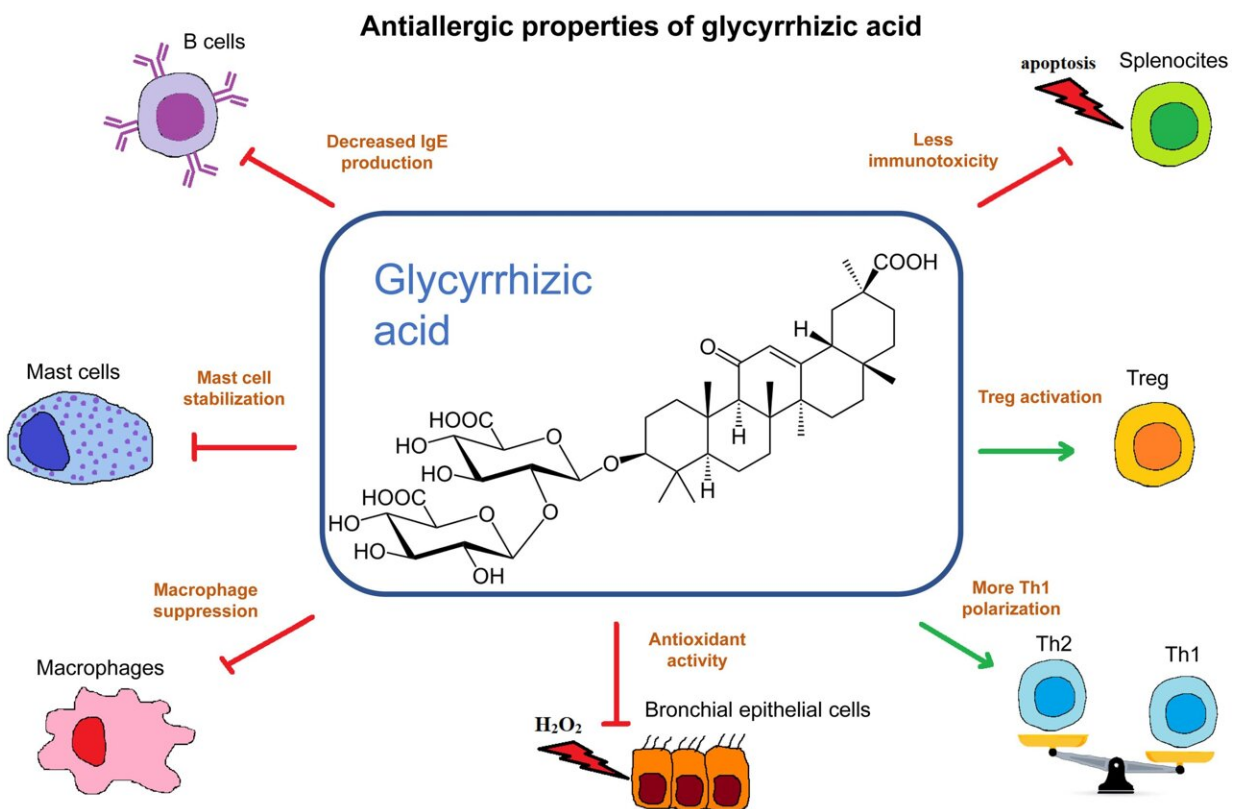 Antiallergic properties of glycyrrhizic acid
B cells
Decreased IgE
production
apoptosis
Splenocites
Less
immunotoxicity
Glycyrrhizic
acid
COOH
H
O
H
H
HOOC
HO
HO
O
O
O
HOOC
HO
HO
O
OH
O
Mast cells
Mast cell
stabilization
Treg activation
Treg
Macrophage
suppression
Macrophages
Antioxidant
activity
H₂O₂
Bronchial epithelial cells
More Th1
polarization
Th2
Th1